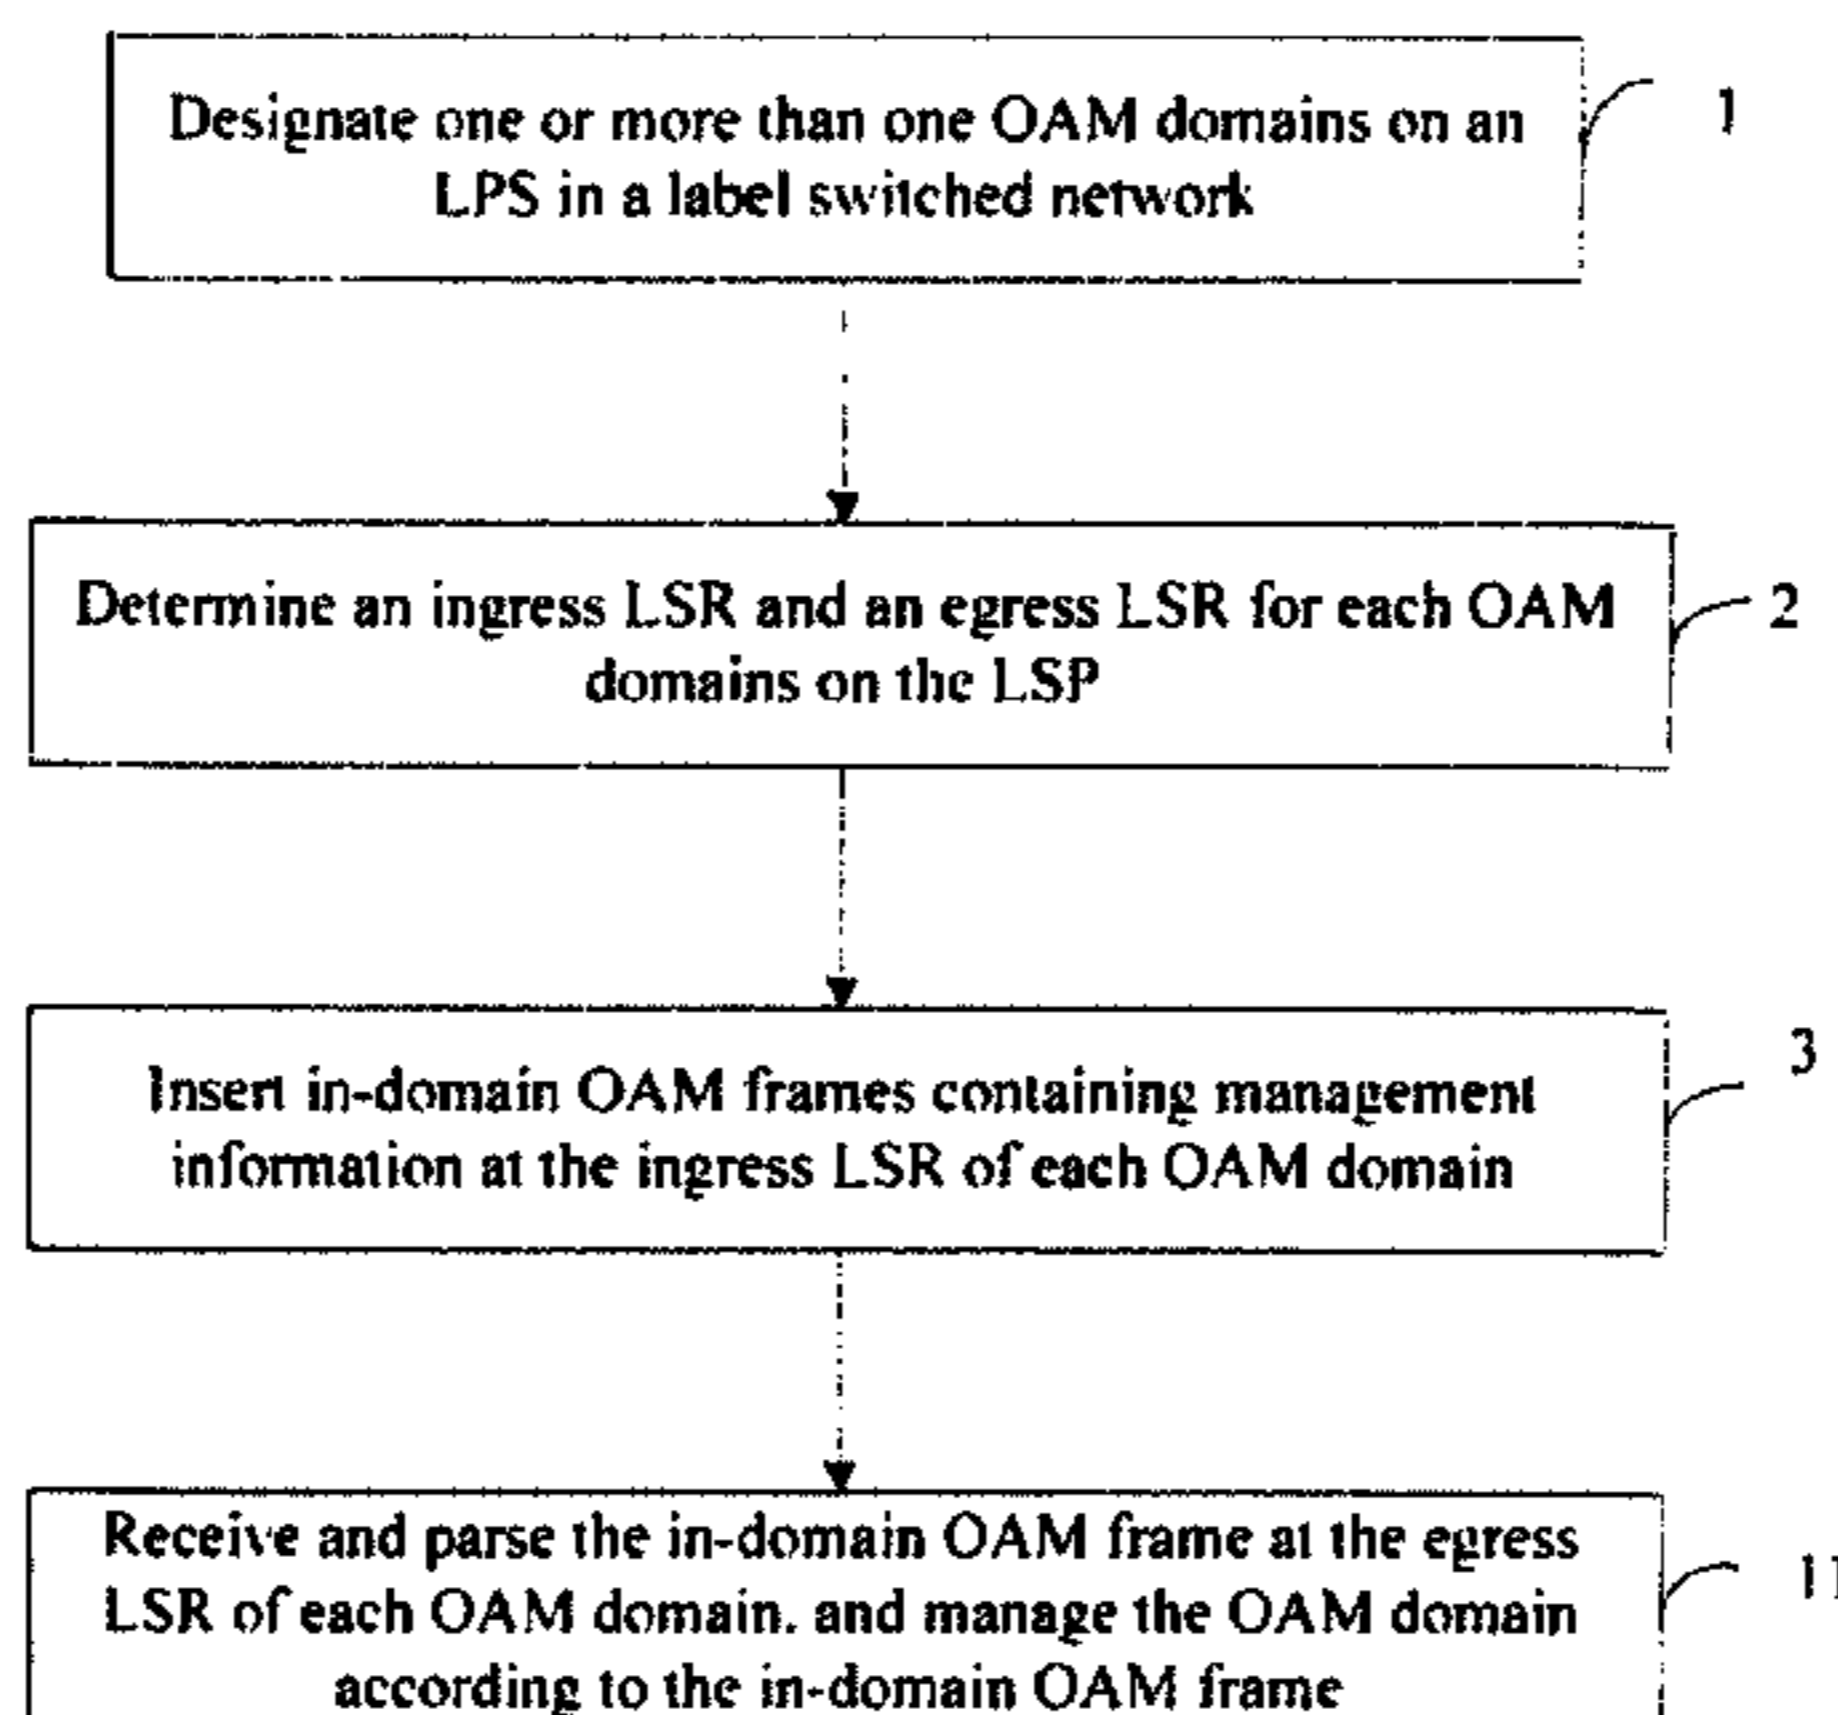 Designate one or more than one OAM domains on an
LPS in a label switched network
1
Determine an ingress LSR and an egress LSR for each OAM
domains on the LSP
2
Insert in-domain OAM frames containing management
information at the ingress LSR of each OAM domain
3
Receive and parse the in-domain OAM frame at the egress
LSR of each OAM domain. and manage the OAM domain
according to the in-domain OAM frame
11